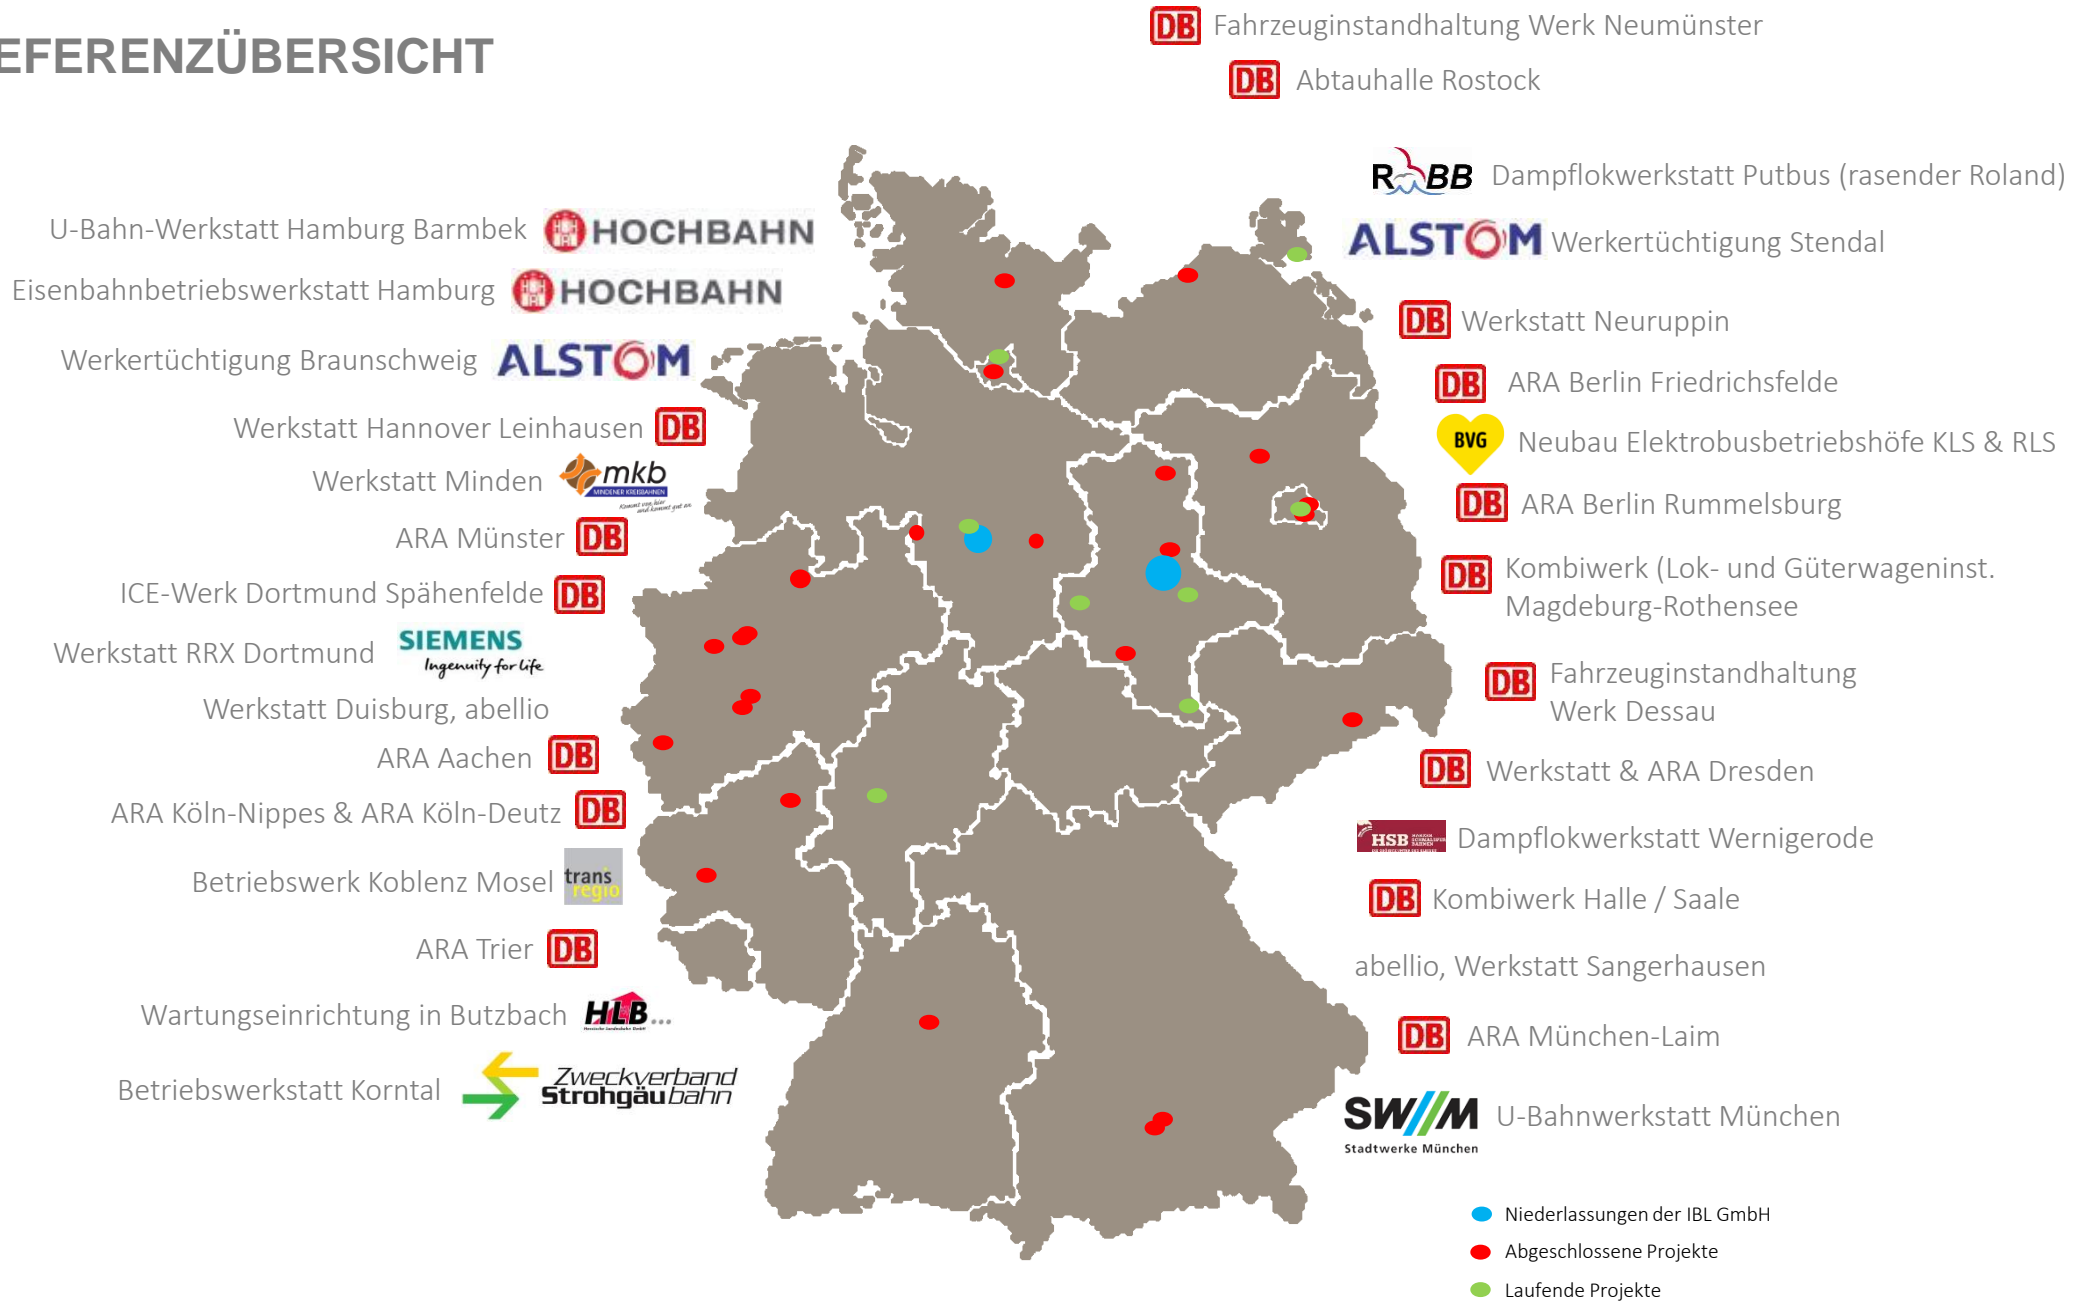 EFERENZÜBERSICHT
DB Fahrzeuginstandhaltung Werk Neumünster
DB Abtauhalle Rostock
U-Bahn-Werkstatt Hamburg Barmbek HOCHBAHN
Eisenbahnbetriebswerkstatt Hamburg HOCHBAHN
Werkertüchtigung Braunschweig ALSTOM
Werkstatt Hannover Leinhausen DB
Werkstatt Minden mkb
MINDENER KREISBAHNEN
ARA Münster DB
ICE-Werk Dortmund Spähenfelde DB
Werkstatt RRX Dortmund SIEMENS
Ingenuity for life
Werkstatt Duisburg, abellio
ARA Aachen DB
ARA Köln-Nippes & ARA Köln-Deutz DB
Betriebswerk Koblenz Mosel trans
regio
ARA Trier DB
Wartungseinrichtung in Butzbach HLB...
Betriebswerkstatt Korntal Zweckverband
Strohgäubahn
RBB Dampflokwerkstatt Putbus (rasender Roland)
ALSTOM Werkertüchtigung Stendal
DB Werkstatt Neuruppin
DB ARA Berlin Friedrichsfelde
BVG Neubau Elektrobusbetriebshöfe KLS & RLS
DB ARA Berlin Rummelsburg
DB Kombiwerk (Lok- und Güterwageninst.
Magdeburg-Rothensee
DB Fahrzeuginstandhaltung
Werk Dessau
DB Werkstatt & ARA Dresden
HSB Dampflokwerkstatt Wernigerode
DB Kombiwerk Halle / Saale
abellio, Werkstatt Sangerhausen
DB ARA München-Laim
SWM U-Bahnwerkstatt München
Stadtwerke München
Niederlassungen der IBL GmbH
Abgeschlossene Projekte
Laufende Projekte